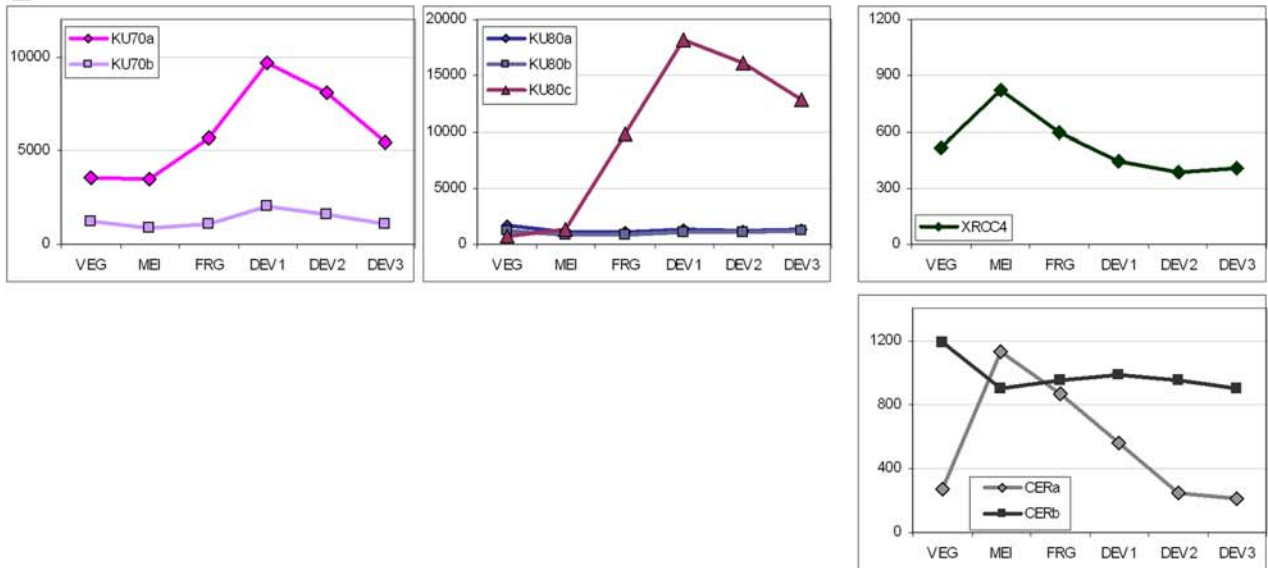 KU70a
KU70b
10000
5000
0
VEG MEI FRG DEV1 DEV2 DEV3
KU80a
KU80b
KU80c
20000
15000
10000
5000
0
VEG MEI FRG DEV1 DEV2 DEV3
1200
900
600
300
0
XRCC4
VEG MEI FRG DEV1 DEV2 DEV3
1200
800
400
0
CERa
CERb
VEG MEI FRG DEV1 DEV2 DEV3